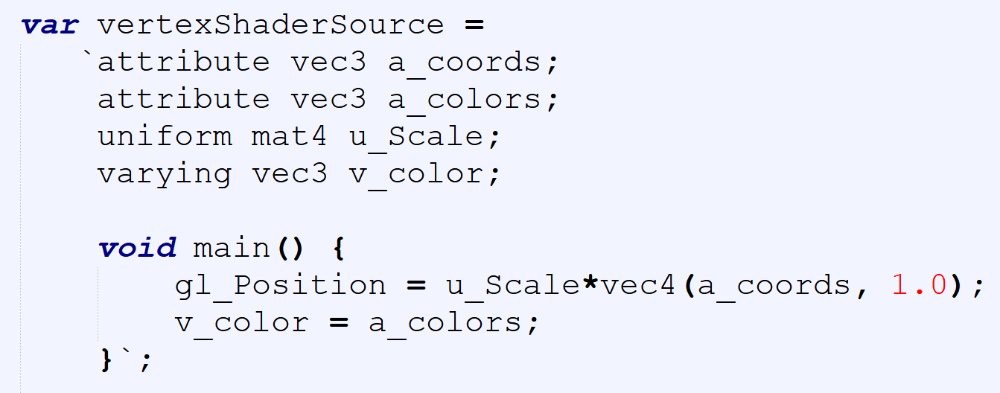 var vertexShaderSource =
`attribute vec3 a_coords;
attribute vec3 a_colors;
uniform mat4 u_Scale;
varying vec3 v_color;
void main() {
gl_Position = u_Scale*vec4(a_coords, 1.0);
v_color = a_colors;
}`;